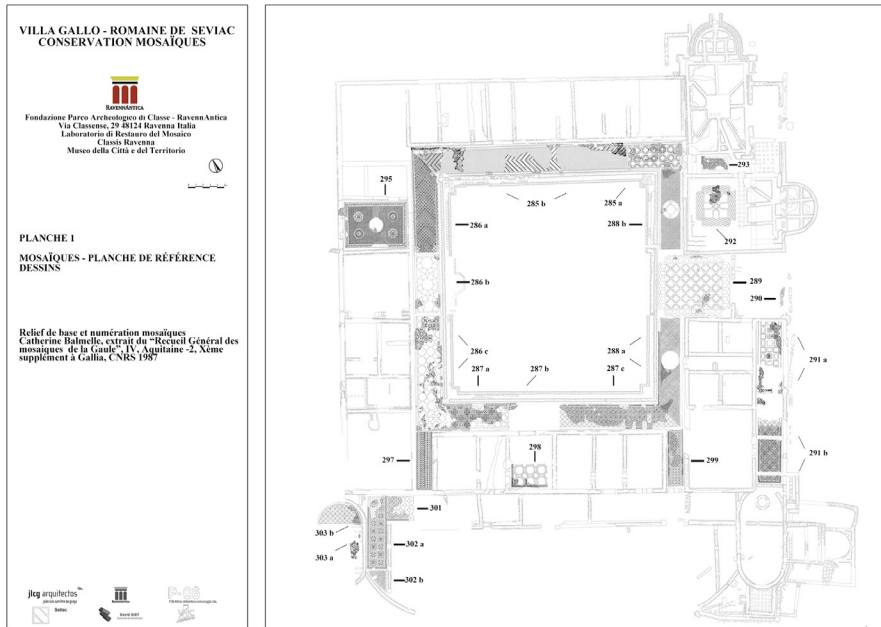 VILLA GALLO - ROMAINE DE SEVIAC
CONSERVATION MOSAÏQUES
RAVENNANTICA
Fondazione Parco Archeologico di Classe - RavennAntica
Via Classense, 29 48124 Ravenna Italia
Laboratorio di Restauro del Mosaico
Classis Ravenna
Museo della Città e del Territorio
PLANCHE 1
MOSAÏQUES - PLANCHE DE RÉFÉRENCE
DESSINS
Relief de base et numération mosaïques
Catherine Balmelle, extrait du “Recueil Général des
mosaiques de la Gaule”, IV, Aquitaine -2, Xème
supplément à Gallia, CNRS 1987
jlcg arquitectos
Setec
P-06
293
295
285 b
285 a
286 a
288 b
292
286 b
289
290
286 c
288 a
291 a
287 a
287 b
287 c
297
298
299
291 b
301
303 b
303 a
302 a
302 b